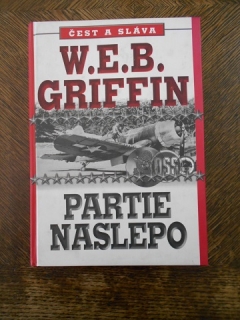 ČEST A SLÁVA
W.E.B.
GRIFFIN
OSS
PARTIE
NASLEPO